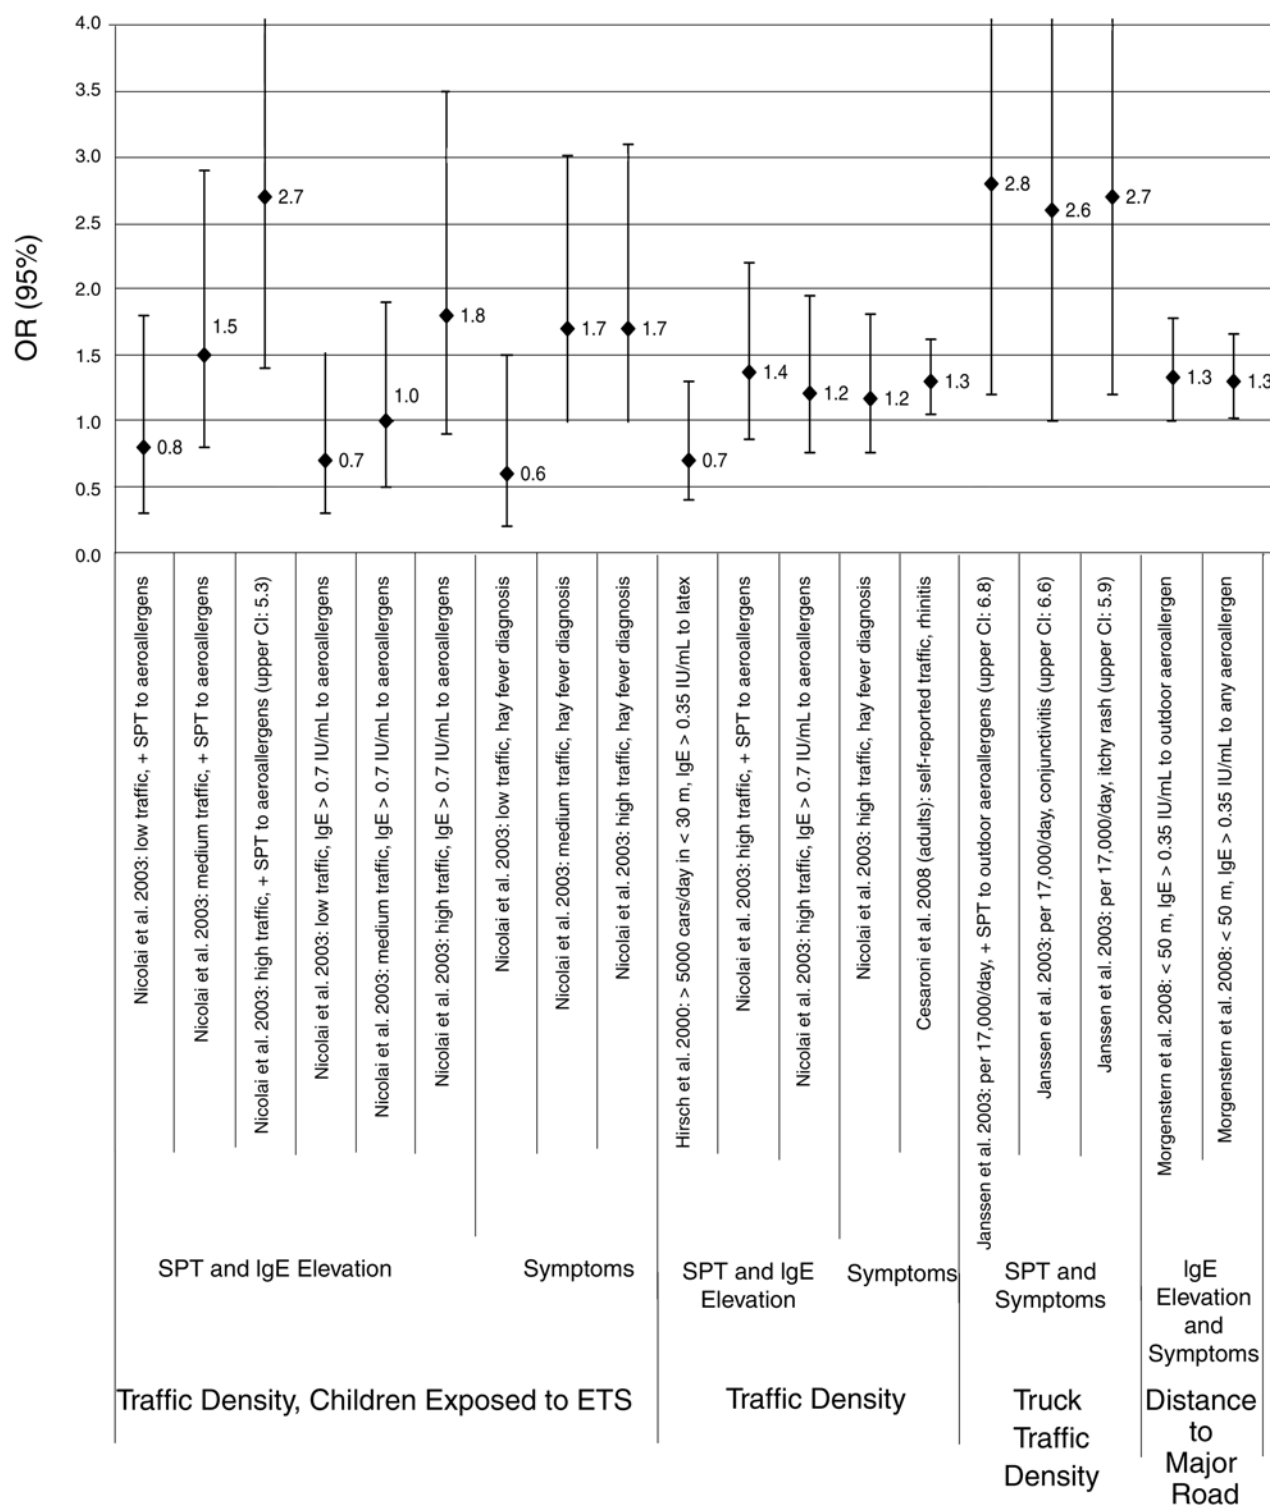 4.0
3.5
3.0
2.5
2.0
1.5
1.0
0.5
0.0
OR (95%)
0.8
1.5
2.7
0.7
1.0
1.8
0.6
1.7
1.7
0.7
1.4
1.2
1.2
1.3
2.8
2.6
2.7
1.3
1.3
Nicolai et al. 2003: low traffic, + SPT to aeroallergens
Nicolai et al. 2003: medium traffic, + SPT to aeroallergens
Nicolai et al. 2003: high traffic, + SPT to aeroallergens (upper CI: 5.3)
Nicolai et al. 2003: low traffic, IgE > 0.7 IU/mL to aeroallergens
Nicolai et al. 2003: medium traffic, IgE > 0.7 IU/mL to aeroallergens
Nicolai et al. 2003: high traffic, IgE > 0.7 IU/mL to aeroallergens
Nicolai et al. 2003: low traffic, hay fever diagnosis
Nicolai et al. 2003: medium traffic, hay fever diagnosis
Nicolai et al. 2003: high traffic, hay fever diagnosis
Hirsch et al. 2000: > 5000 cars/day in < 30 m, IgE > 0.35 IU/mL to latex
Nicolai et al. 2003: high traffic, + SPT to aeroallergens
Nicolai et al. 2003: high traffic, IgE > 0.7 IU/mL to aeroallergens
Nicolai et al. 2003: high traffic, hay fever diagnosis
Cesaroni et al. 2008 (adults): self-reported traffic, rhinitis
Janssen et al. 2003: per 17,000/day, + SPT to outdoor aeroallergens (upper CI: 6.8)
Janssen et al. 2003: per 17,000/day, conjunctivitis (upper CI: 6.6)
Janssen et al. 2003: per 17,000/day, itchy rash (upper CI: 5.9)
Morgenstern et al. 2008: < 50 m, IgE > 0.35 IU/mL to outdoor aeroallergen
Morgenstern et al. 2008: < 50 m, IgE > 0.35 IU/mL to any aeroallergen
SPT and IgE Elevation
Symptoms
SPT and IgE
Elevation
Symptoms
SPT and
Symptoms
IgE
Elevation
and
Symptoms
Traffic Density, Children Exposed to ETS
Traffic Density
Truck
Traffic
Density
Distance
to
Major
Road